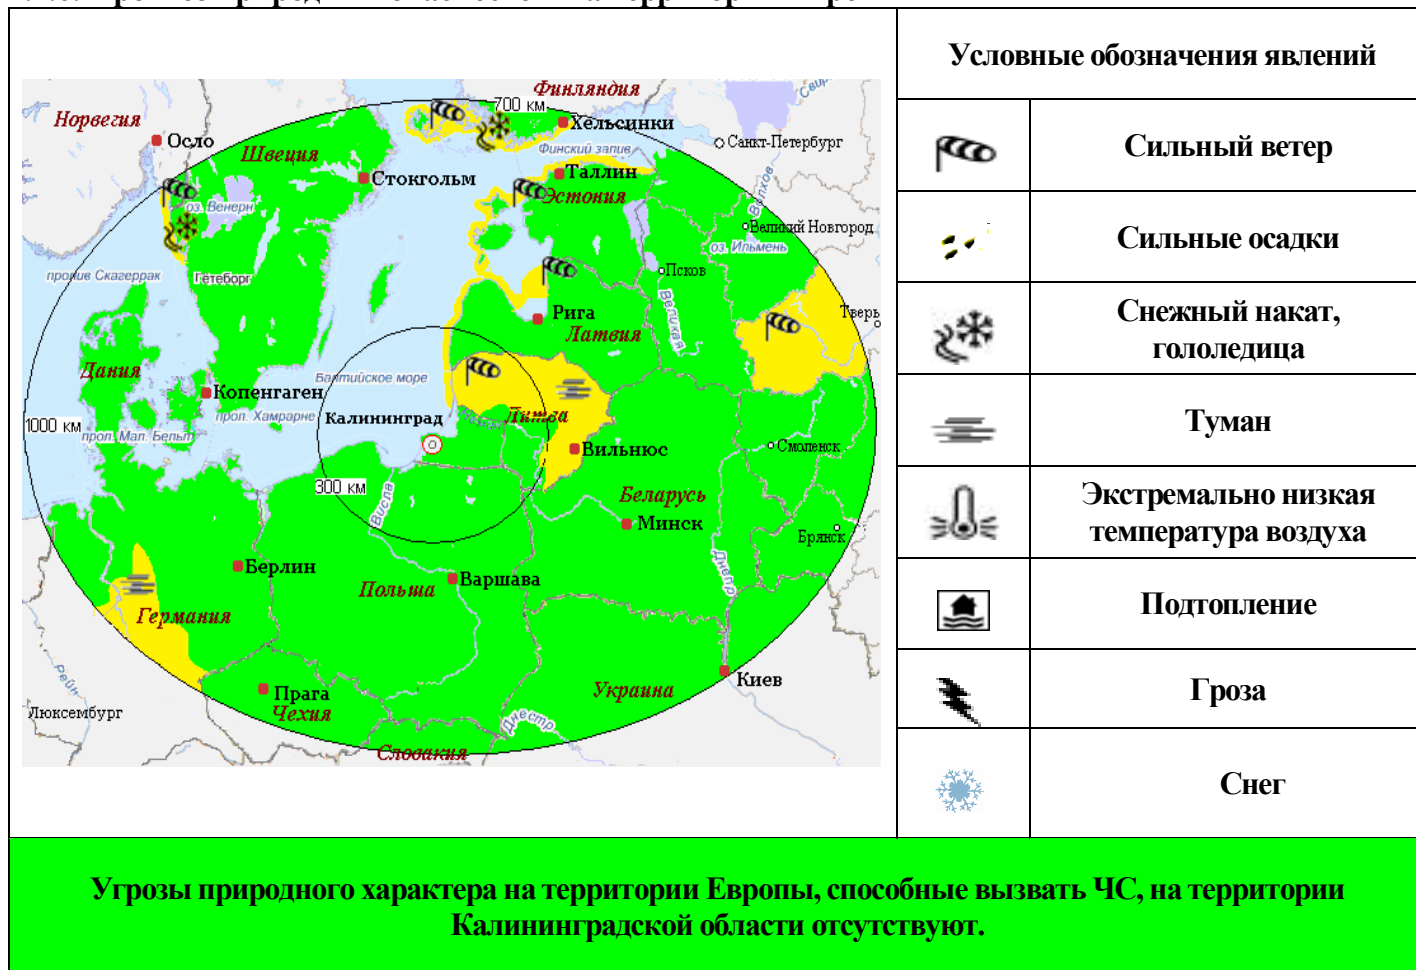 Условные обозначения явлений
Сильный ветер
Сильные осадки
Снежный накат,
гололедица
Туман
Экстремально низкая
температура воздуха
Подтопление
Гроза
Снег
Финляндия
700 км
Норвегия
Хельсинки
Осло
Швеция
Финский залив
Санкт-Петербург
Стокгольм
Таллин
Эстония
Волхов
оз. Венерн
Великий Новгород
оз. Ильмень
Псков
пролив Скагеррак
Гётеборг
Великая
Рига
Тверь
Латвия
Дания
Балтийское море
Копенгаген
прол. Хамрарне
Калининград
Литва
1000 км
прол. Мал. Бельт
Вильнюс
Смоленск
300 км
Висла
Беларусь
Минск
Брянск
Днепр
Берлин
Польша
Варшава
Германия
Рейн
Прага
Украина
Киев
Люксембург
Чехия
Днестр
Словакия
Угрозы природного характера на территории Европы, способные вызвать ЧС, на территории
Калининградской области отсутствуют.